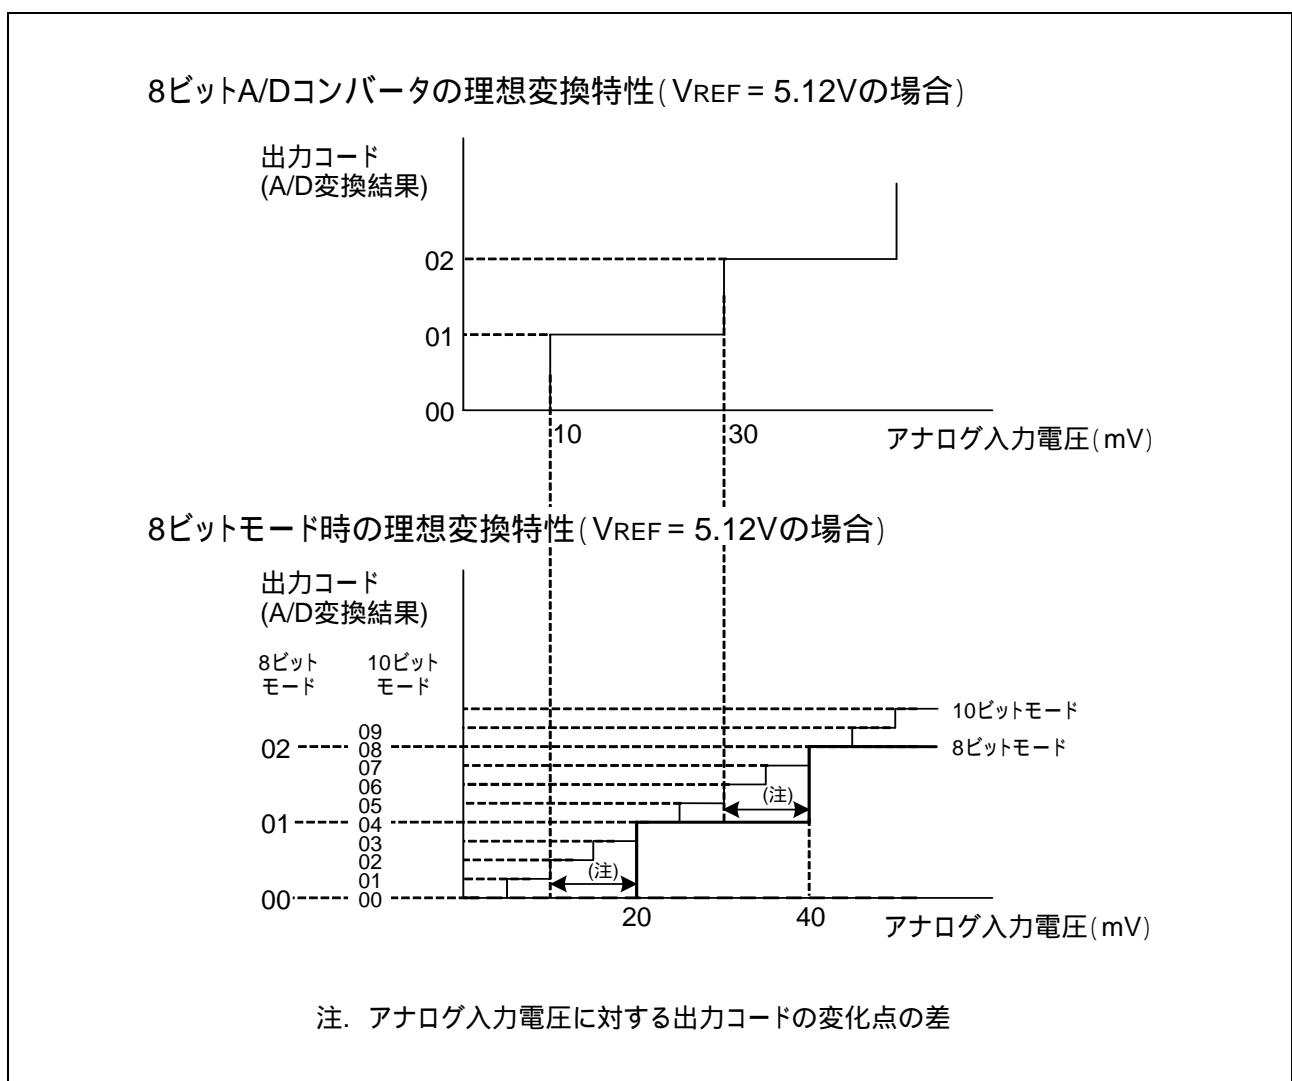 8ビットA/Dコンバータの理想変換特性(VREF = 5.12Vの場合)
出力コード
(A/D変換結果)
02
01
00
10
30
アナログ入力電圧(mV)
8ビットモード時の理想変換特性(VREF = 5.12Vの場合)
出力コード
(A/D変換結果)
8ビット
モード
10ビット
モード
10ビットモード
8ビットモード
09
02
08
07
06
05
(注)
01
04
03
02
(注)
01
00
00
20
40
アナログ入力電圧(mV)
注. アナログ入力電圧に対する出力コードの変化点の差